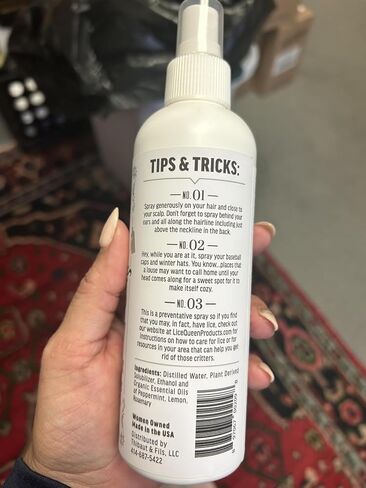 TIPS & TRICKS:
NO. 01
Spray generously on your hair and close to
your scalp. Don't forget to spray behind your
ears and all along the hairline including just
above the neckline in the back.
NO. 02
Hey, while you are at it, spray your baseball
caps and winter hats. You know...places that
a louse may want to call home until your
head comes along for a sweet spot for it to
make itself cozy.
NO. 03
This is a preventative spray so if you find
that you may, in fact, have lice, check out
our website at LiceQueenProducts.com for
instructions on how to care for lice or for
resources in your area that can help you get
rid of those critters.
Ingredients: Distilled Water, Plant Derived
Solubilizer, Ethanol and
Organic Essential Oils
of Peppermint, Lemon,
Rosemary
Women Owned
Made in the USA
Distributed by
Thibaut & Fils, LLC
414-687-5422